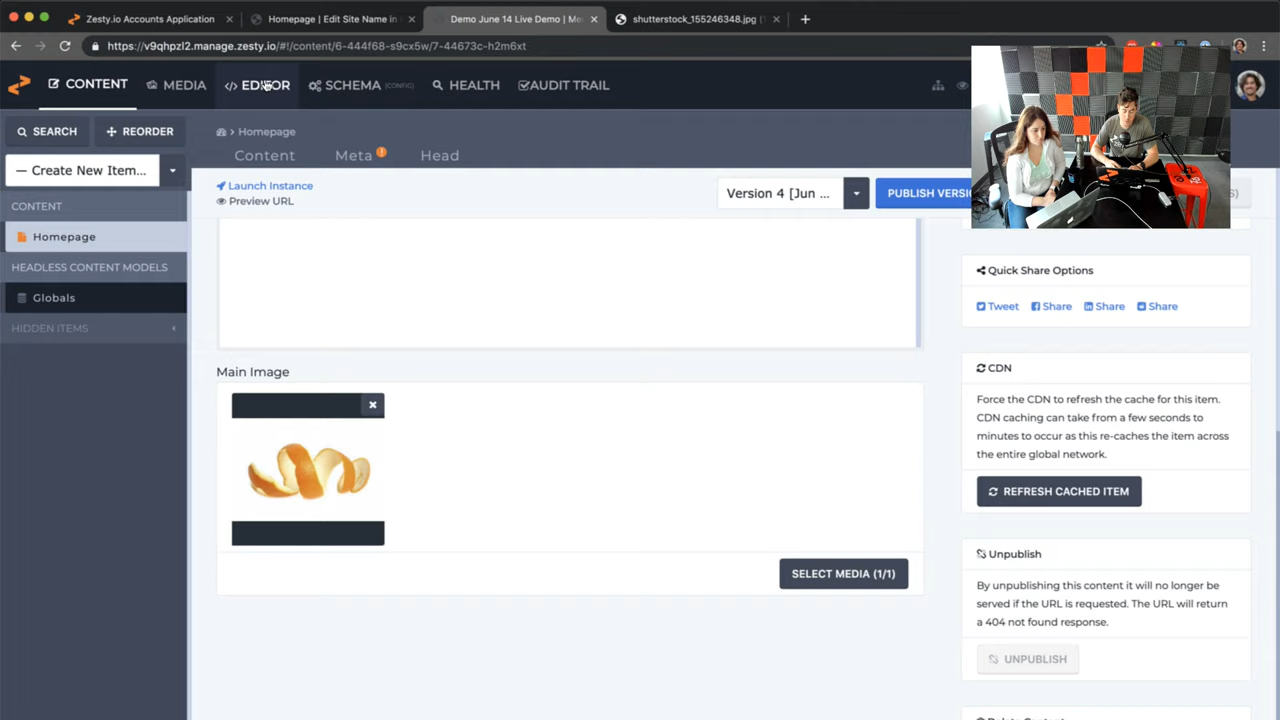 Zesty.io Accounts Application
Homepage | Edit Site Name in
Demo June 14 Live Demo | Me
shutterstock_155246348.jpg (
https://v9qhpzl2.manage.zesty.io/#!/content/6-444f68-s9cx5w/7-44673c-h2m6xt
CONTENT
MEDIA
EDITOR
SCHEMA (CONFIG)
HEALTH
AUDIT TRAIL
SEARCH
REORDER
— Create New Item...
CONTENT
Homepage
HEADLESS CONTENT MODELS
Globals
HIDDEN ITEMS
> Homepage
Content
Meta
Head
Launch Instance
Preview URL
Version 4 [Jun ...
PUBLISH VERSI
S)
Main Image
SELECT MEDIA (1/1)
Quick Share Options
Tweet
Share
Share
Share
CDN
Force the CDN to refresh the cache for this item.
CDN caching can take from a few seconds to
minutes to occur as this re-caches the item across
the entire global network.
REFRESH CACHED ITEM
Unpublish
By unpublishing this content it will no longer be
served if the URL is requested. The URL will return
a 404 not found response.
UNPUBLISH